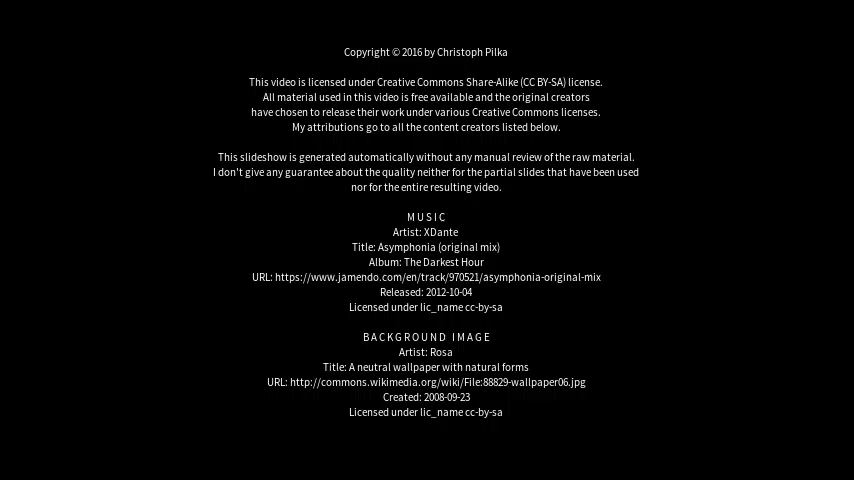 Copyright © 2016 by Christoph Pilka
This video is licensed under Creative Commons Share-Alike (CC BY-SA) license.
All material used in this video is free available and the original creators
have chosen to release their work under various Creative Commons licenses.
My attributions go to all the content creators listed below.
This slideshow is generated automatically without any manual review of the raw material.
I don't give any guarantee about the quality neither for the partial slides that have been used
nor for the entire resulting video.
MUSIC
Artist: XDante
Title: Asymphonia (original mix)
Album: The Darkest Hour
URL: https://www.jamendo.com/en/track/970521/asymphonia-original-mix
Released: 2012-10-04
Licensed under lic_name cc-by-sa
BACKGROUND IMAGE
Artist: Rosa
Title: A neutral wallpaper with natural forms
URL: http://commons.wikimedia.org/wiki/File:88829-wallpaper06.jpg
Created: 2008-09-23
Licensed under lic_name cc-by-sa